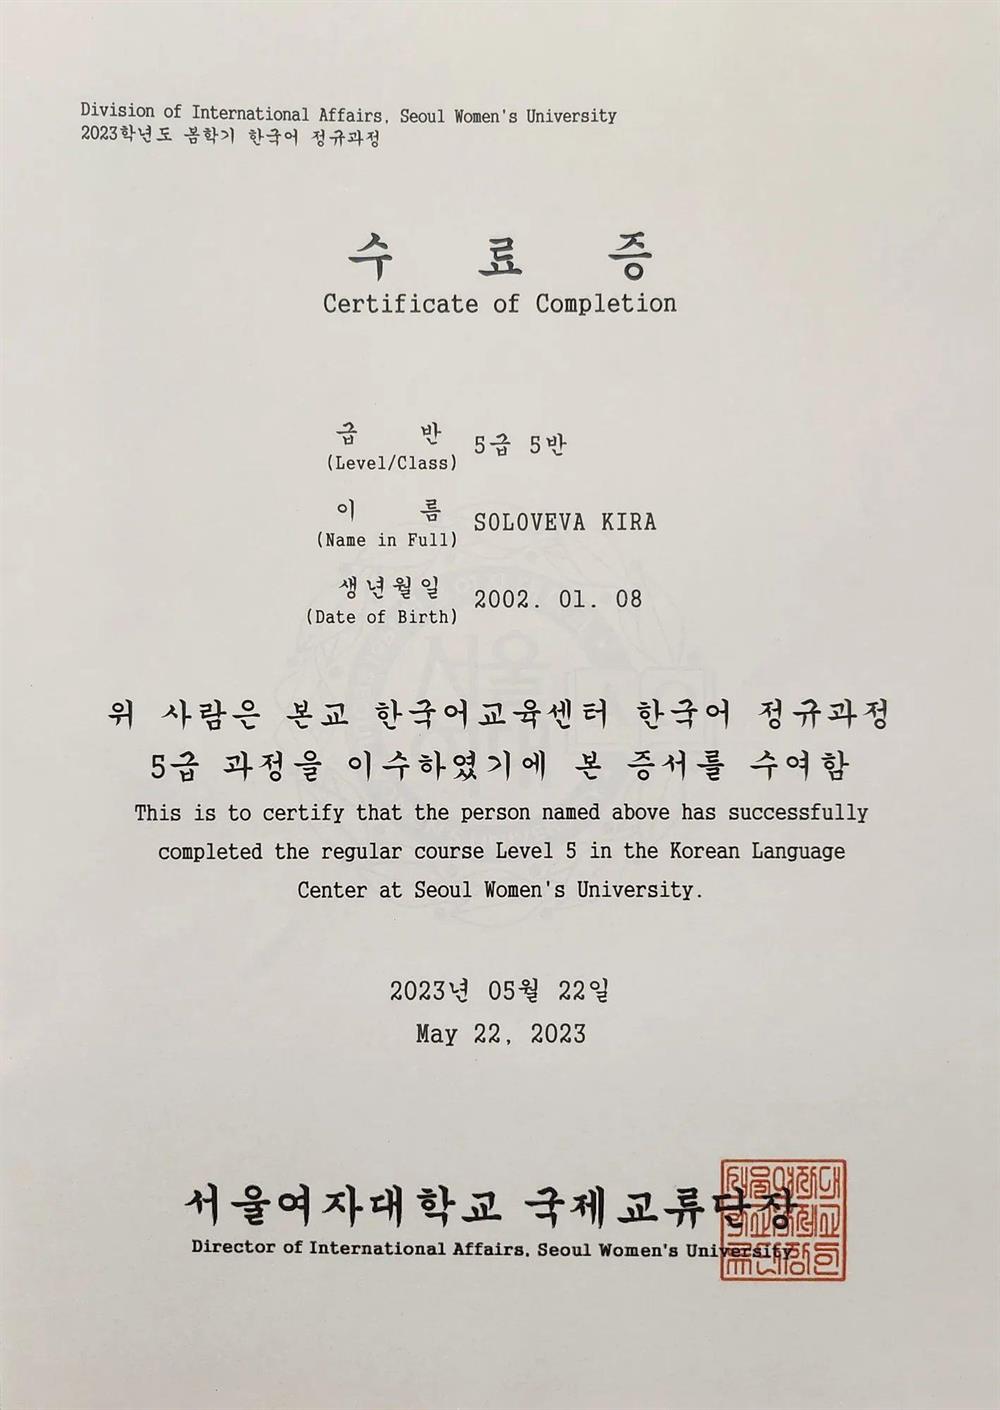 Division of International Affairs, Seoul Women's University
2023학년도 봄학기 한국어 정규과정
수 료 증
Certificate of Completion
급 반
(Level/Class)
5급 5반
이 름
(Name in Full)
SOLOVEVA KIRA
생년월일
(Date of Birth)
2002. 01. 08
위 사람은 본교 한국어교육센터 한국어 정규과정
5급 과정을 이수하였기에 본 증서를 수여함
This is to certify that the person named above has successfully
completed the regular course Level 5 in the Korean Language
Center at Seoul Women's University.
2023년 05월 22일
May 22, 2023
서울여자대학교 국제교류단장
Director of International Affairs, Seoul Women's University